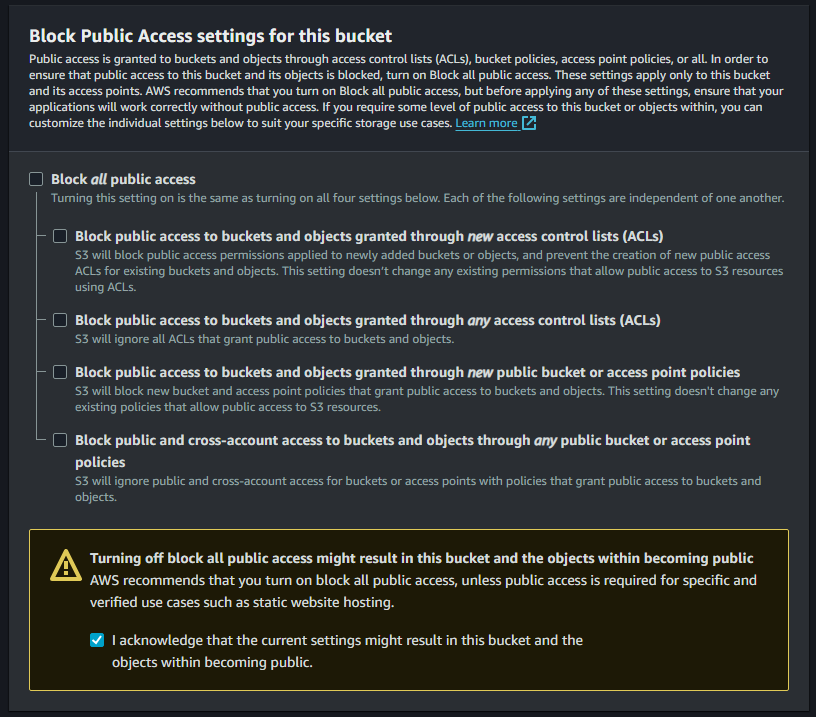 Block Public Access settings for this bucket
Public access is granted to buckets and objects through access control lists (ACLs), bucket policies, access point policies, or all. In order to
ensure that public access to this bucket and its objects is blocked, turn on Block all public access. These settings apply only to this bucket
and its access points. AWS recommends that you turn on Block all public access, but before applying any of these settings, ensure that your
applications will work correctly without public access. If you require some level of public access to this bucket or objects within, you can
customize the individual settings below to suit your specific storage use cases. Learn more
Block all public access
Turning this setting on is the same as turning on all four settings below. Each of the following settings are independent of one another.
Block public access to buckets and objects granted through new access control lists (ACLs)
S3 will block public access permissions applied to newly added buckets or objects, and prevent the creation of new public access
ACLs for existing buckets and objects. This setting doesn't change any existing permissions that allow public access to S3 resources
using ACLs.
Block public access to buckets and objects granted through any access control lists (ACLs)
S3 will ignore all ACLs that grant public access to buckets and objects.
Block public access to buckets and objects granted through new public bucket or access point policies
S3 will block new bucket and access point policies that grant public access to buckets and objects. This setting doesn't change any
existing policies that allow public access to S3 resources.
Block public and cross-account access to buckets and objects through any public bucket or access point
policies
S3 will ignore public and cross-account access for buckets or access points with policies that grant public access to buckets and
objects.
Turning off block all public access might result in this bucket and the objects within becoming public
AWS recommends that you turn on block all public access, unless public access is required for specific and
verified use cases such as static website hosting.
I acknowledge that the current settings might result in this bucket and the
objects within becoming public.